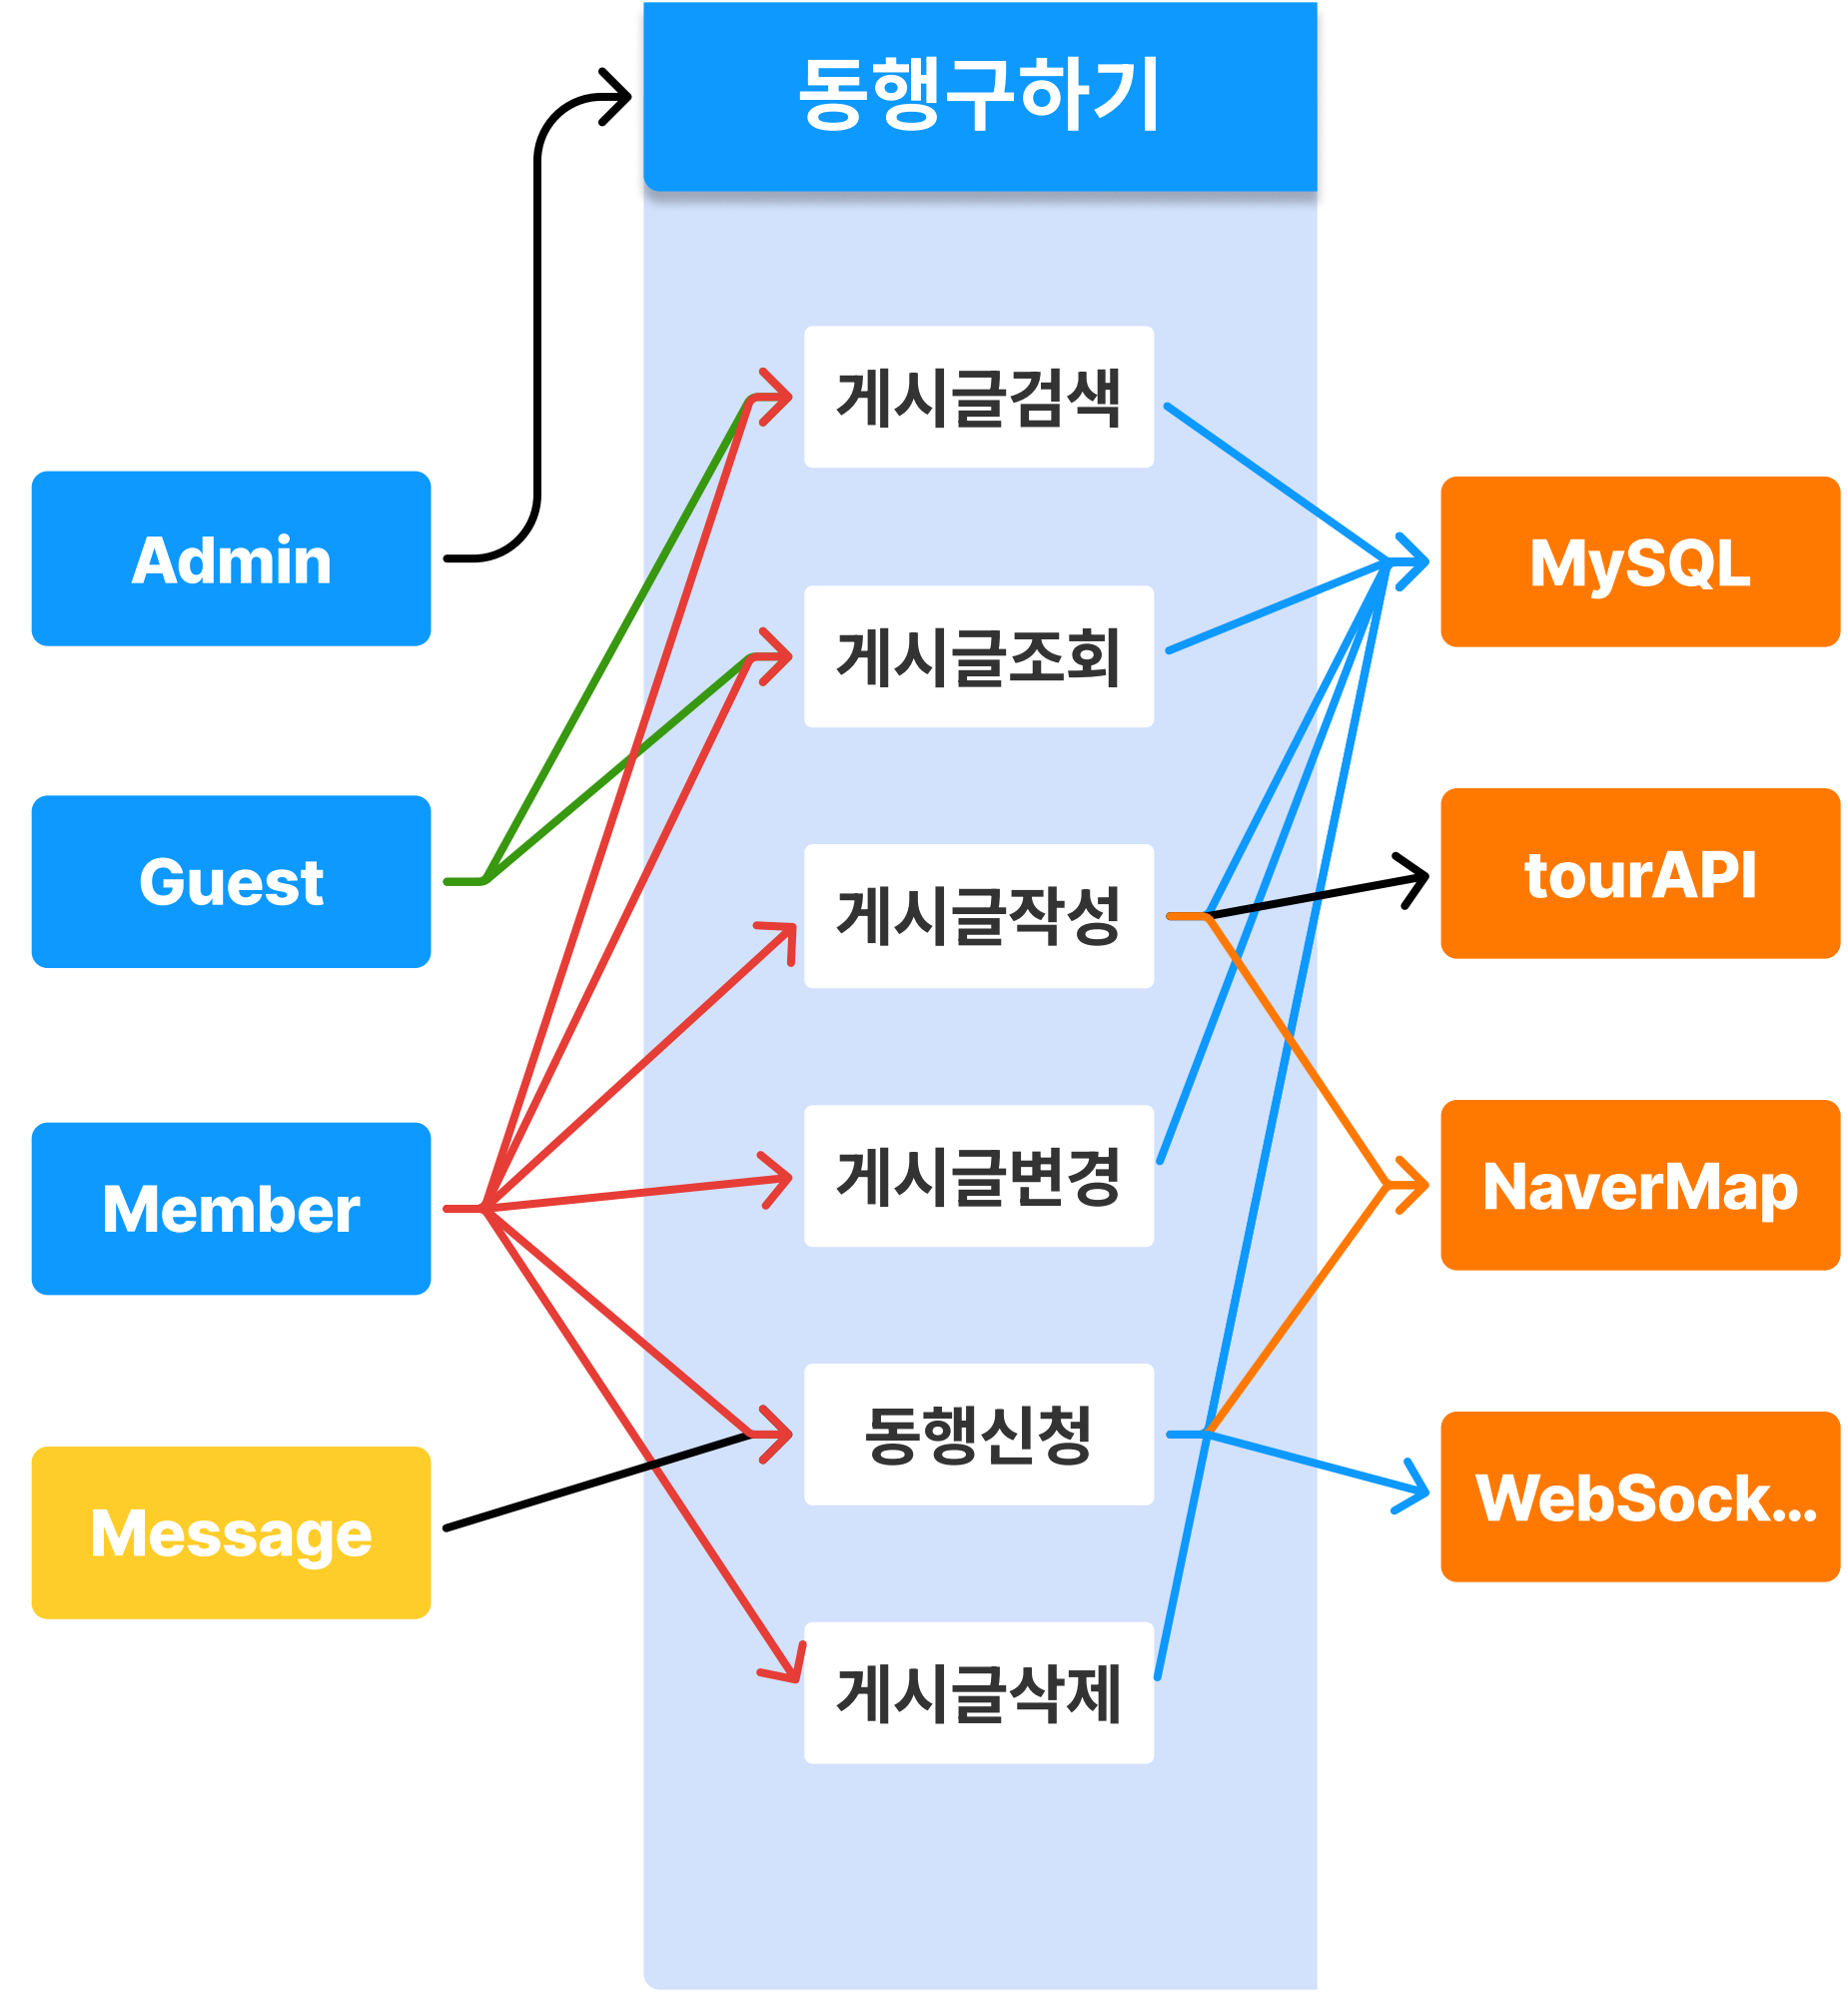 동행구하기
Admin
Guest
Member
Message
게시글검색
게시글조회
게시글작성
게시글변경
동행신청
게시글삭제
MySQL
tourAPI
NaverMap
WebSock...